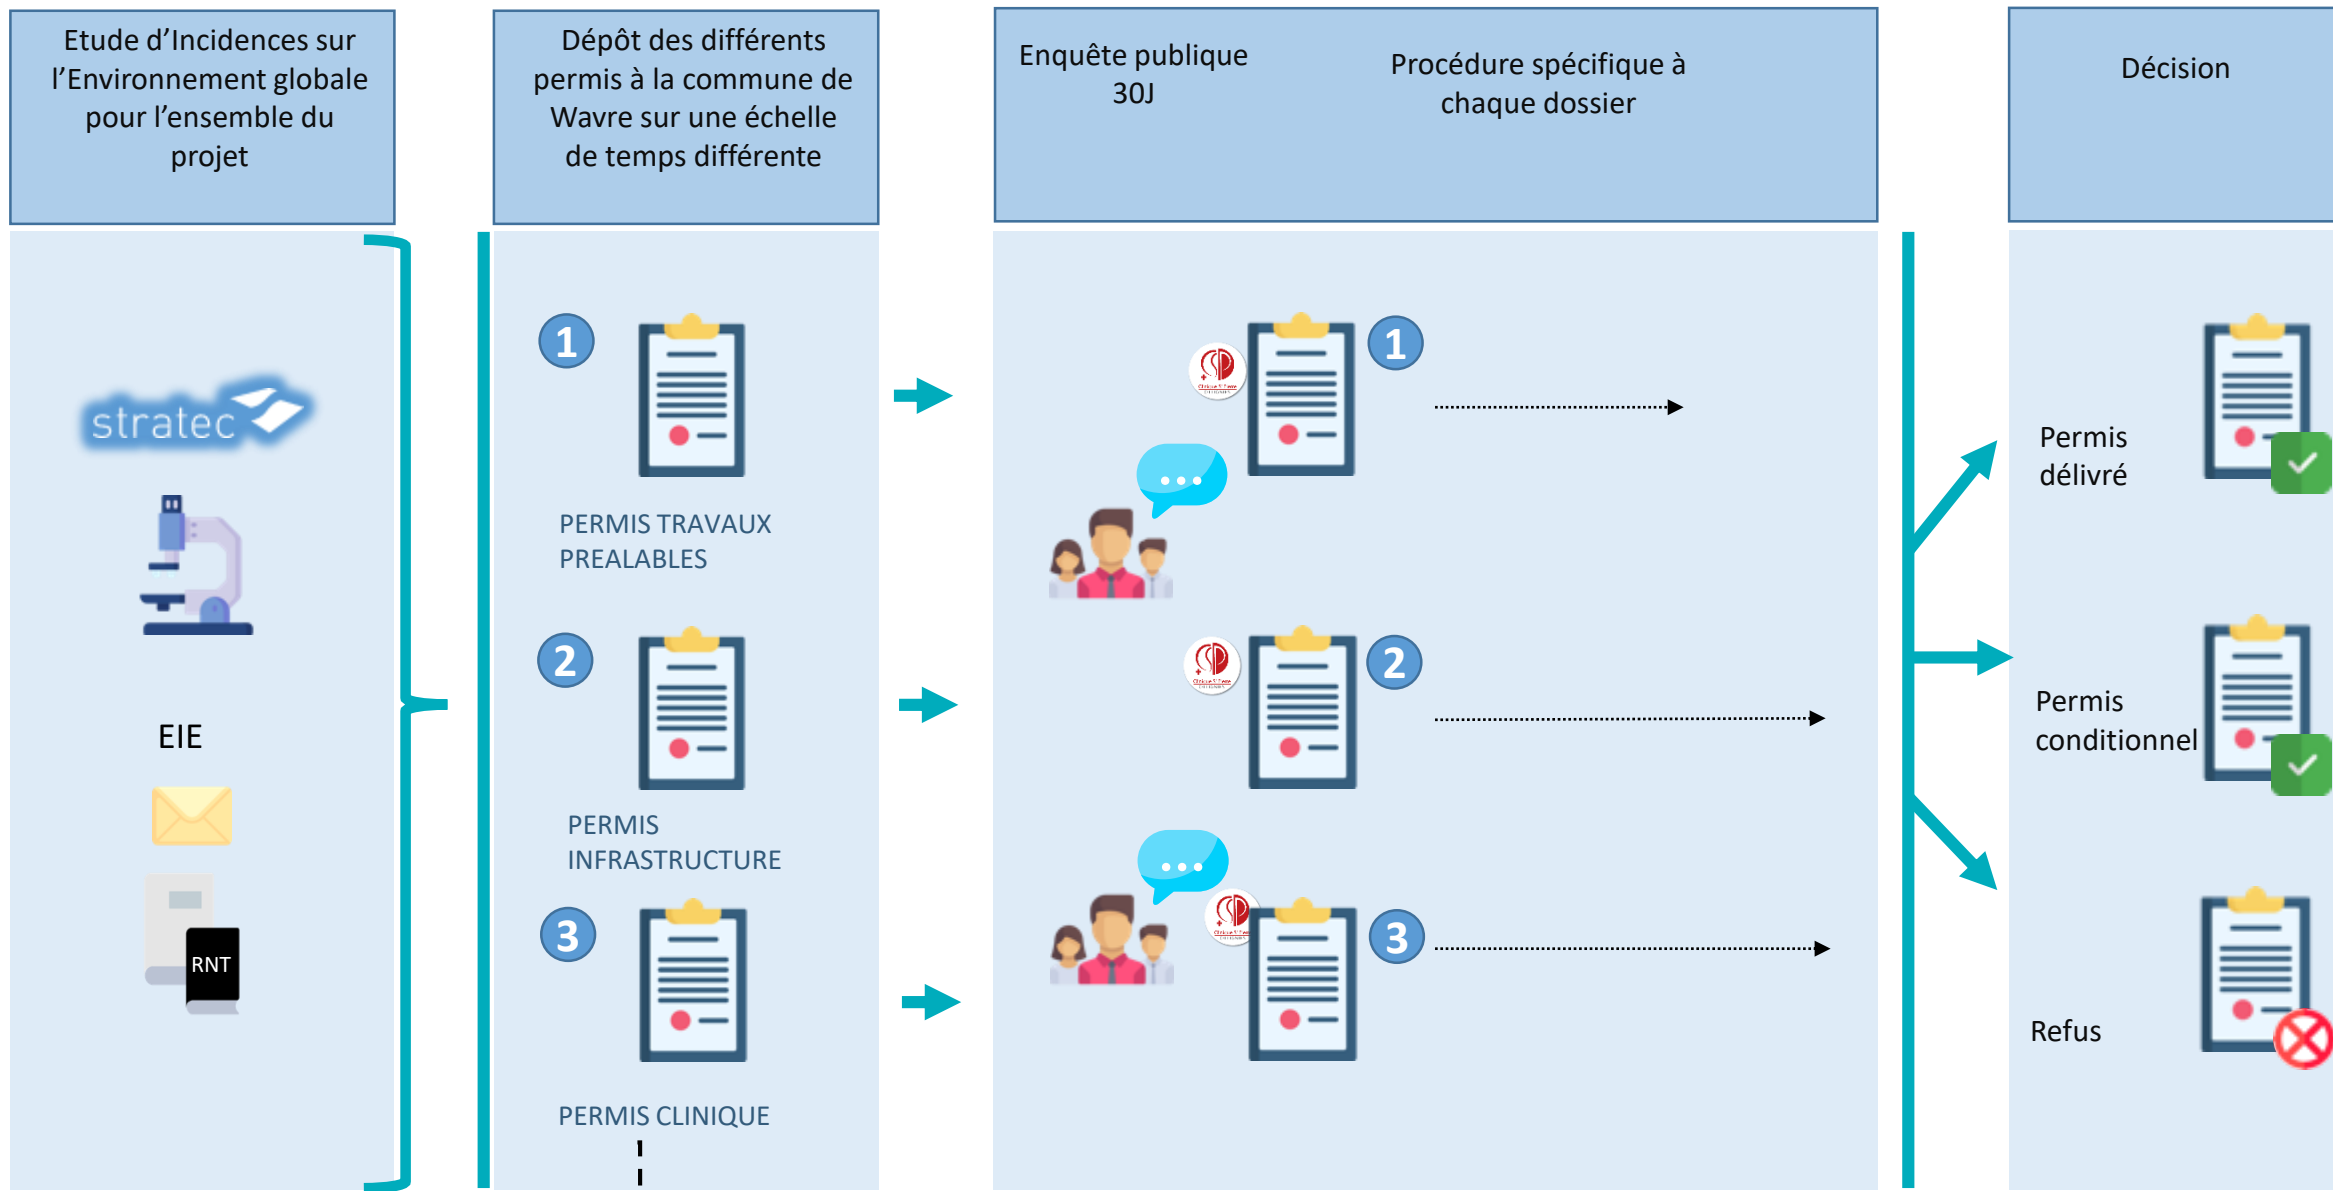 Etude d’Incidences sur
l’Environnement globale
pour l’ensemble du
projet
Dépôt des différents
permis à la commune de
Wavre sur une échelle
de temps différente
Enquête publique
30J
Procédure spécifique à
chaque dossier
Décision
stratec
EIE
RNT
1
PERMIS TRAVAUX
PREALABLES
2
PERMIS
INFRASTRUCTURE
3
PERMIS CLINIQUE
1
2
3
Permis
délivré
Permis
conditionnel
Refus